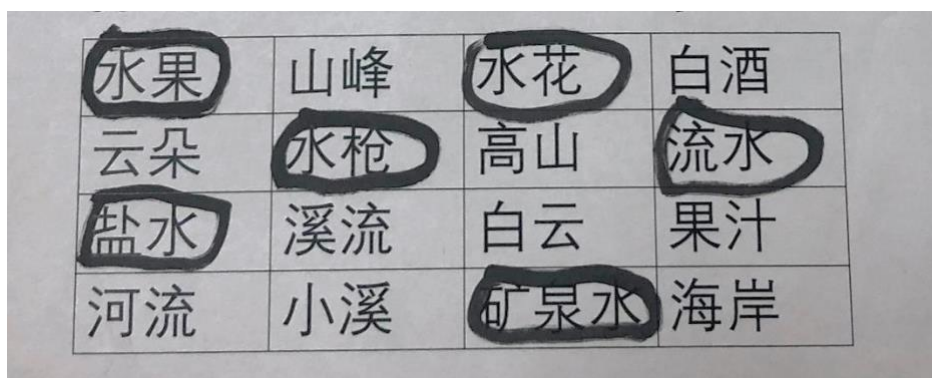 水果 山峰 水花 白酒
云朵 水枪 高山 流水
盐水 溪流 白云 果汁
河流 小溪 矿泉水 海岸